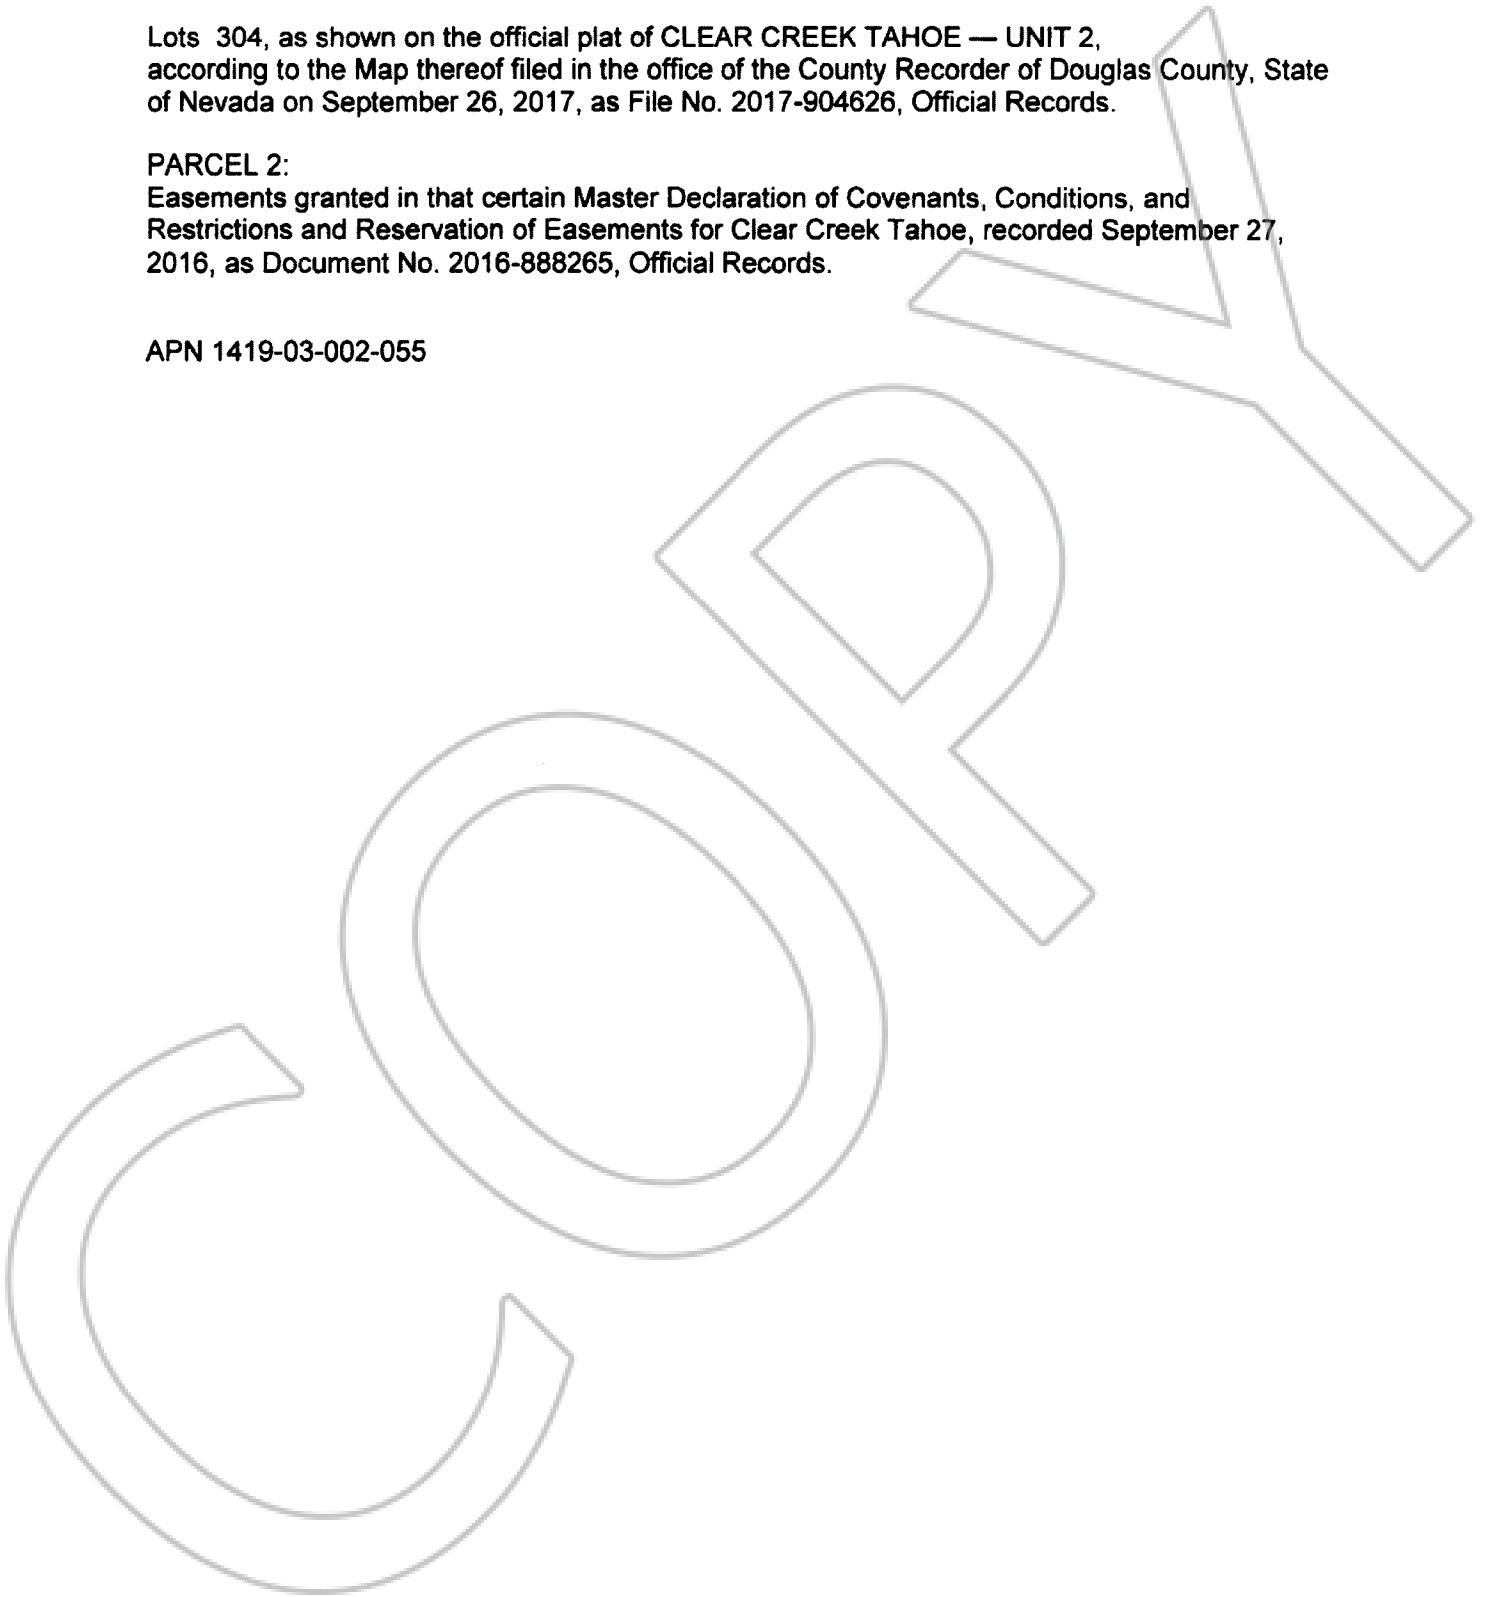 Lots  304, as shown on the official plat of CLEAR CREEK TAHOE — UNIT 2,
according to the Map thereof filed in the office of the County Recorder of Douglas County, State
of Nevada on September 26, 2017, as File No. 2017-904626, Official Records.
PARCEL 2:
Easements granted in that certain Master Declaration of Covenants, Conditions, and
Restrictions and Reservation of Easements for Clear Creek Tahoe, recorded September 27,
2016, as Document No. 2016-888265, Official Records.
APN 1419-03-002-055
COPY